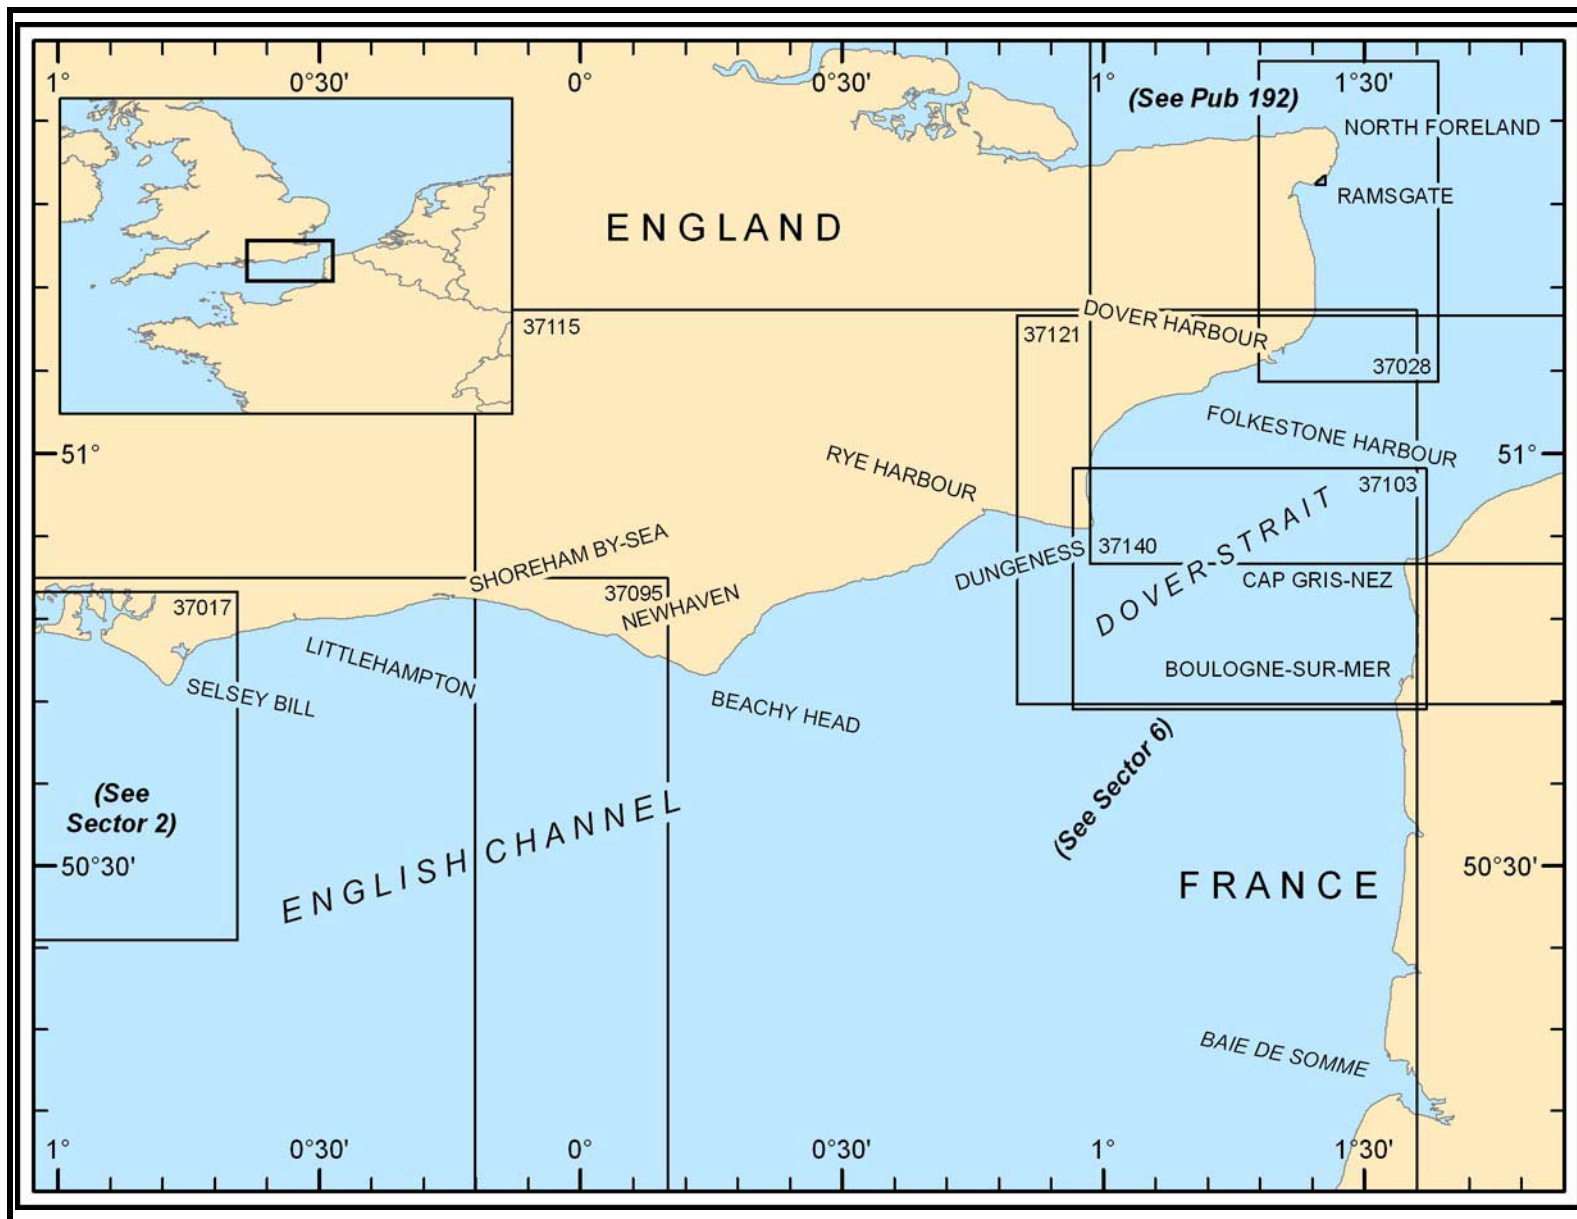 1°
0°30'
0°
0°30'
1°
1°30'
(See Pub 192)
NORTH FORELAND
RAMSGATE
ENGLAND
37115
DOVER HARBOUR
37121
37028
FOLKESTONE HARBOUR
51°
51°
RYE HARBOUR
37103
DOVER STRAIT
SHOREHAM BY-SEA
DUNGENESS
37140
CAP GRIS-NEZ
37095
NEWHAVEN
37017
LITTLEHAMPTON
BOULOGNE-SUR-MER
SELSEY BILL
BEACHY HEAD
(See Sector 6)
(See
Sector 2)
ENGLISH CHANNEL
50°30'
50°30'
FRANCE
BAIE DE SOMME
1°
0°30'
0°
0°30'
1°
1°30'